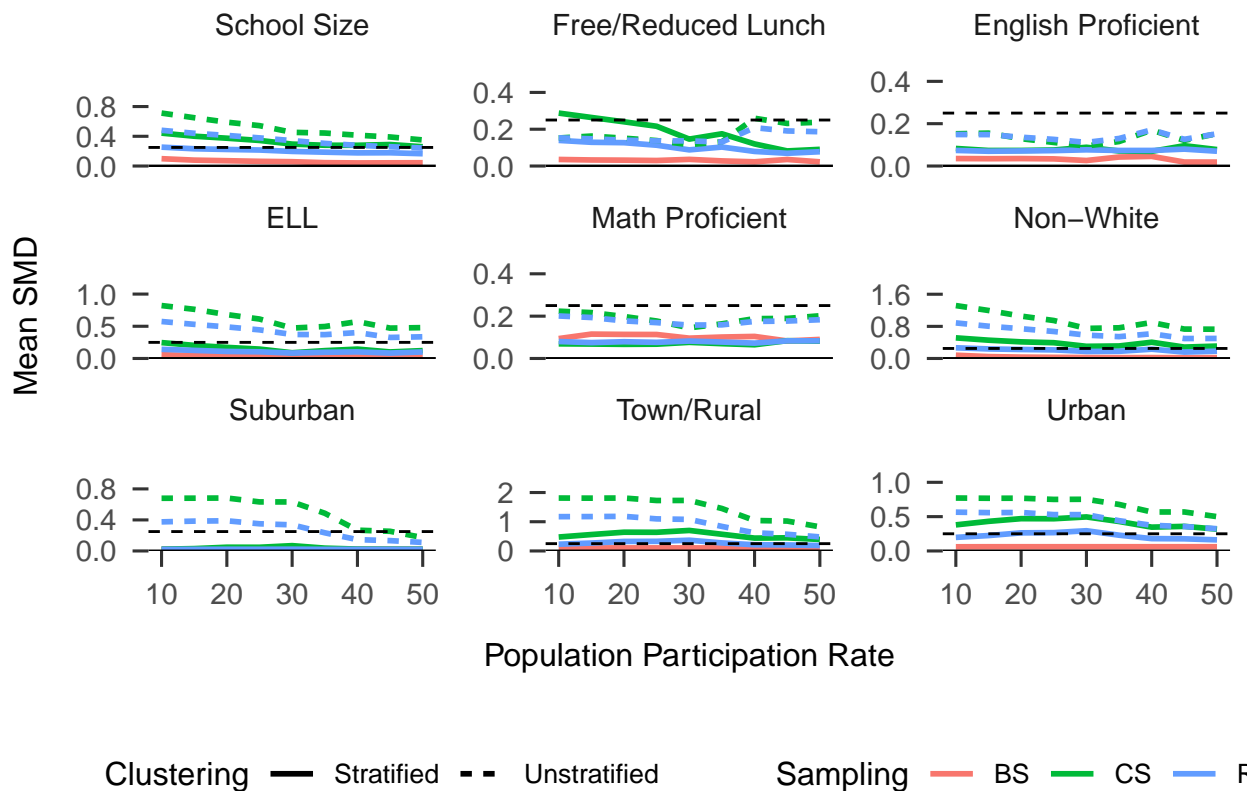 School Size Free/Reduced Lunch English Proficient
0.8 0.4 0.0
0.4 0.2 0.0
0.4 0.2 0.0
ELL Math Proficient Non−White
1.0 0.5 0.0
0.4 0.2 0.0
1.6 0.8 0.0
Mean SMD
Suburban Town/Rural Urban
0.8 0.4 0.0
2 1 0
1.0 0.5 0.0
10 20 30 40 50 10 20 30 40 50 10 20 30 40 50
Population Participation Rate
Clustering Stratified Unstratified Sampling BS CS R